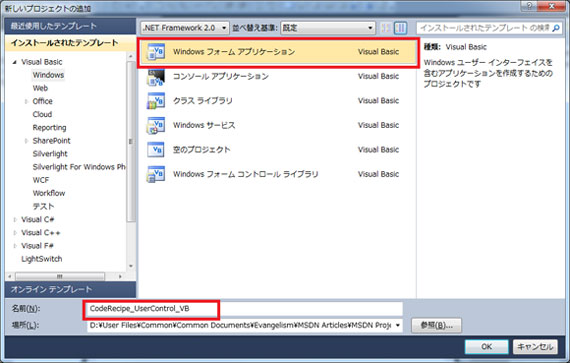 新しいプロジェクトの追加
最近使用したテンプレート
インストールされたテンプレート
Visual Basic
Windows
Web
Office
Cloud
Reporting
SharePoint
Silverlight
Silverlight For Windows Ph
WCF
Workflow
テスト
Visual C#
Visual C++
Visual F#
LightSwitch
オンライン テンプレート
.NET Framework 2.0
並べ替え基準:
既定
Windows フォーム アプリケーション Visual Basic
コンソール アプリケーション Visual Basic
クラス ライブラリ Visual Basic
Windows サービス Visual Basic
空のプロジェクト Visual Basic
Windows フォーム コントロール ライブラリ Visual Basic
インストールされたテンプレート の検索
種類: Visual Basic
Windows ユーザー インターフェイスを
含むアプリケーションを作成するための
プロジェクトです
名前(N): CodeRecipe_UserControl_VB
場所(L): D:¥User Files¥Common¥Common Documents¥Evangelism¥MSDN Articles¥MSDN Proje
参照(B)...
OK
キャンセル